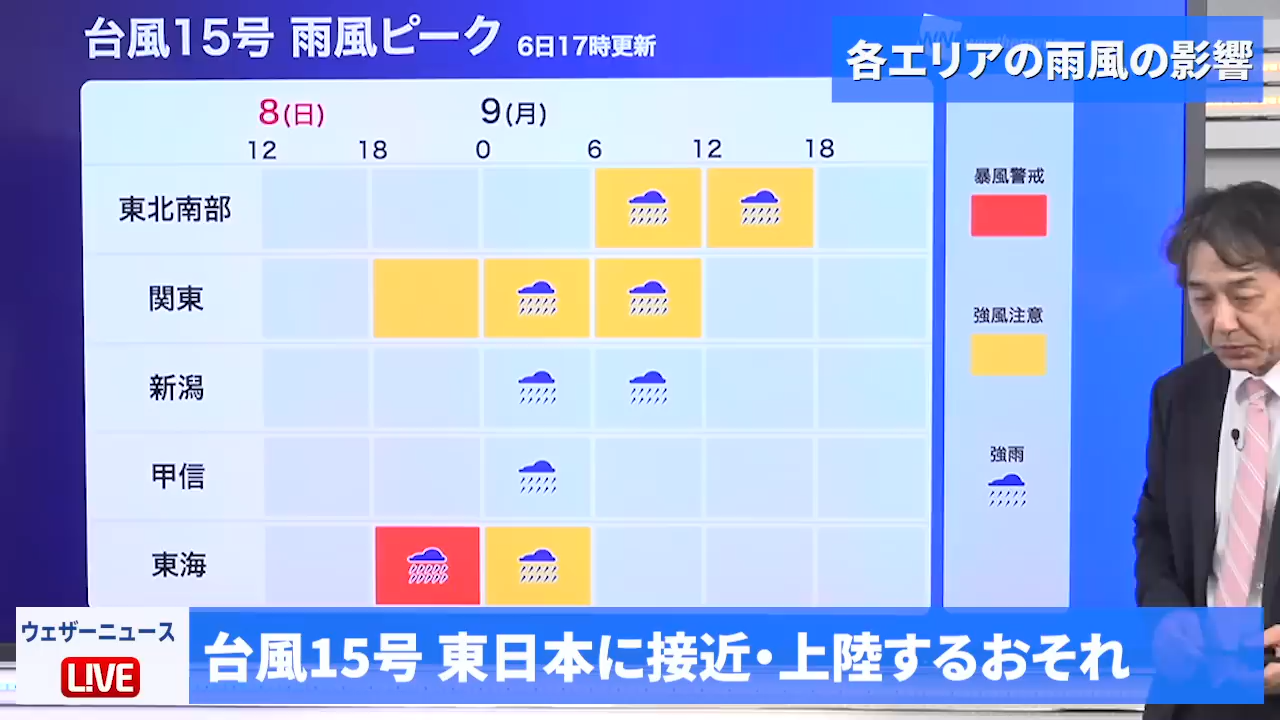 台風15号 雨風ピーク 6日17時更新
各エリアの雨風の影響
8(日) 9(月)
12 18 0 6 12 18
東北南部
関東
新潟
甲信
東海
暴風警戒
強風注意
強雨
ウェザーニュース
LIVE
台風15号 東日本に接近・上陸するおそれ